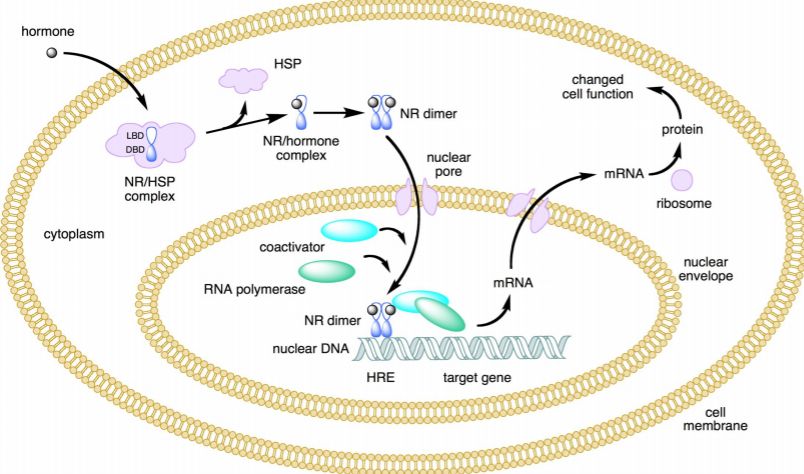 hormone
HSP
LBD
DBD
NR/HSP
complex
NR/hormone
complex
NR dimer
changed
cell function
protein
mRNA
ribosome
nuclear
pore
cytoplasm
coactivator
RNA polymerase
NR dimer
nuclear DNA
HRE
target gene
mRNA
nuclear
envelope
cell
membrane